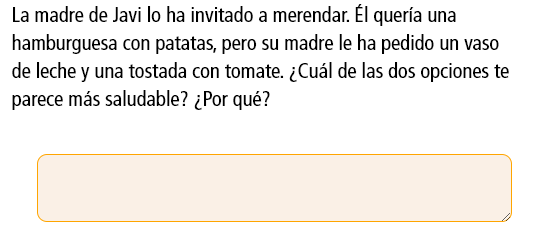 La madre de Javi lo ha invitado a merendar. Él quería una
hamburguesa con patatas, pero su madre le ha pedido un vaso
de leche y una tostada con tomate. ¿Cuál de las dos opciones te
parece más saludable? ¿Por qué?